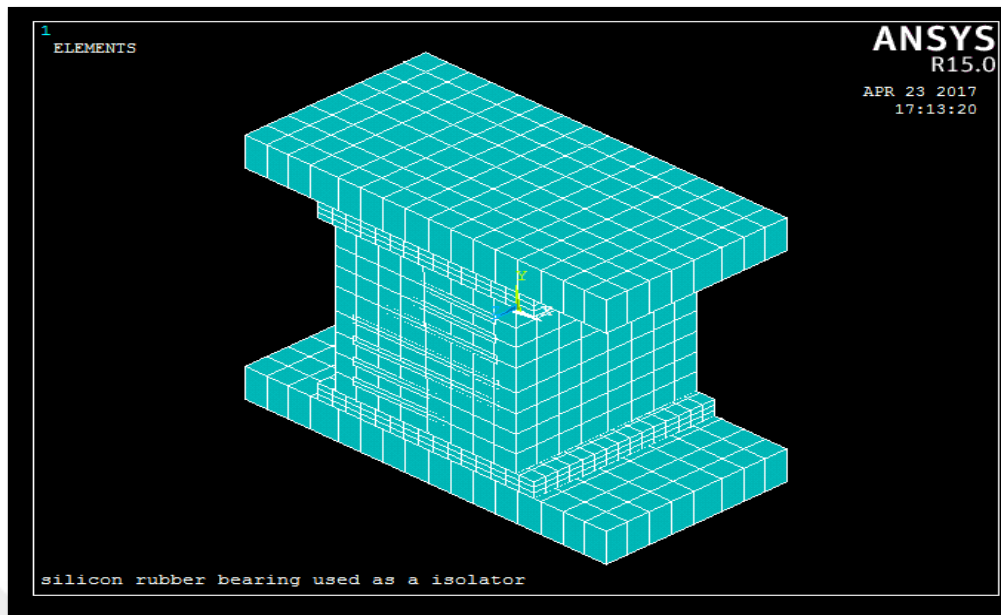 1
ELEMENTS
ANSYS
R15.0
APR 23 2017
17:13:20
Y
X
silicon rubber bearing used as a isolator